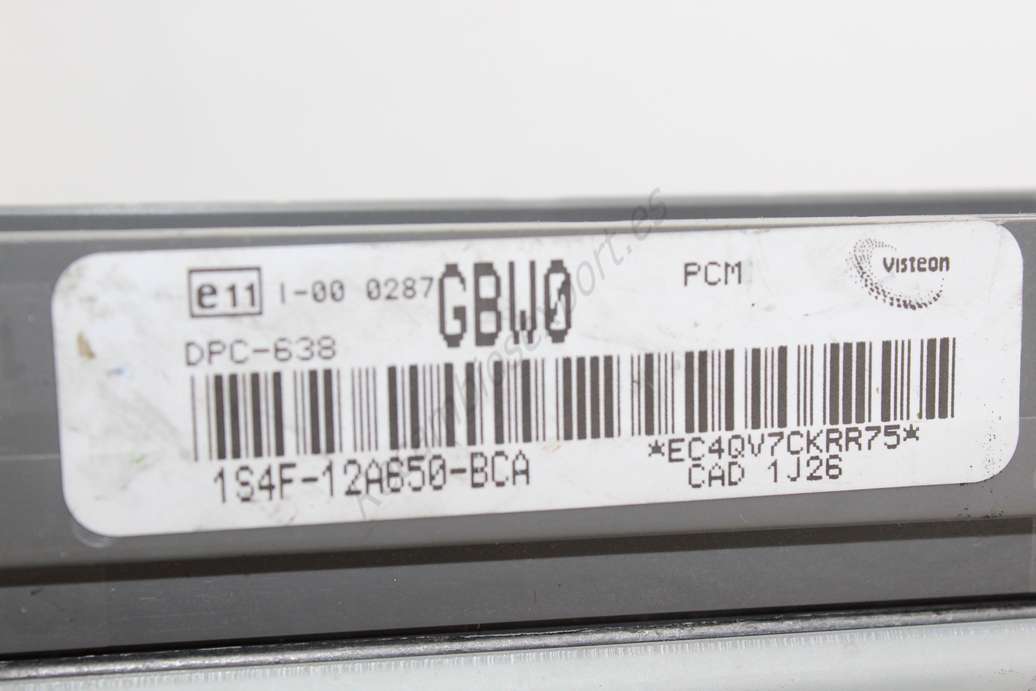 e11 I-00 0287 GBW0 PCM visteon
DPC-638
1S4F-12A650-BCA *EC4QV7CKRR75*
CAD 1J26